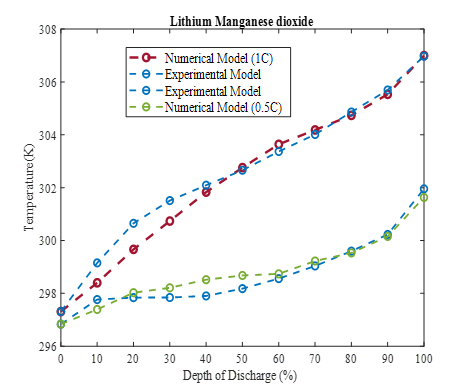 Lithium Manganese dioxide
308
306
304
302
300
298
296
Temperature(K)
Numerical Model (1C)
Experimental Model
Experimental Model
Numerical Model (0.5C)
0 10 20 30 40 50 60 70 80 90 100
Depth of Discharge (%)